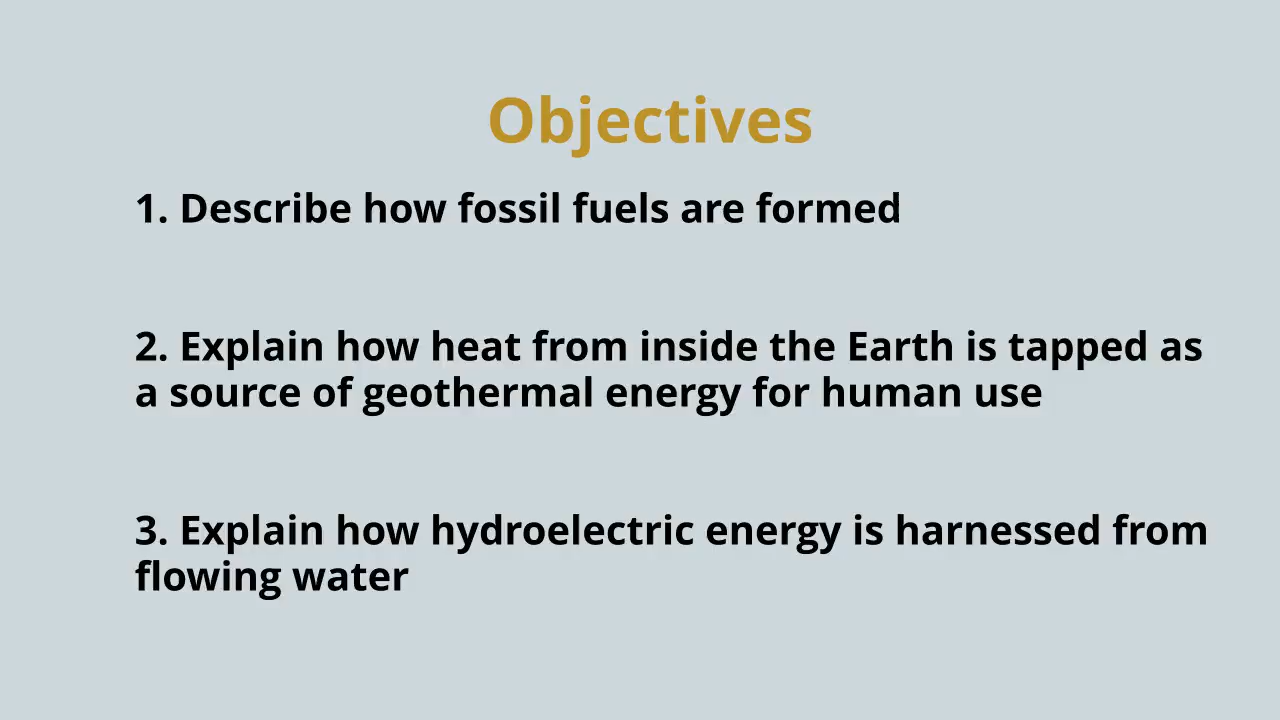 Objectives
1. Describe how fossil fuels are formed
2. Explain how heat from inside the Earth is tapped as
a source of geothermal energy for human use
3. Explain how hydroelectric energy is harnessed from
flowing water